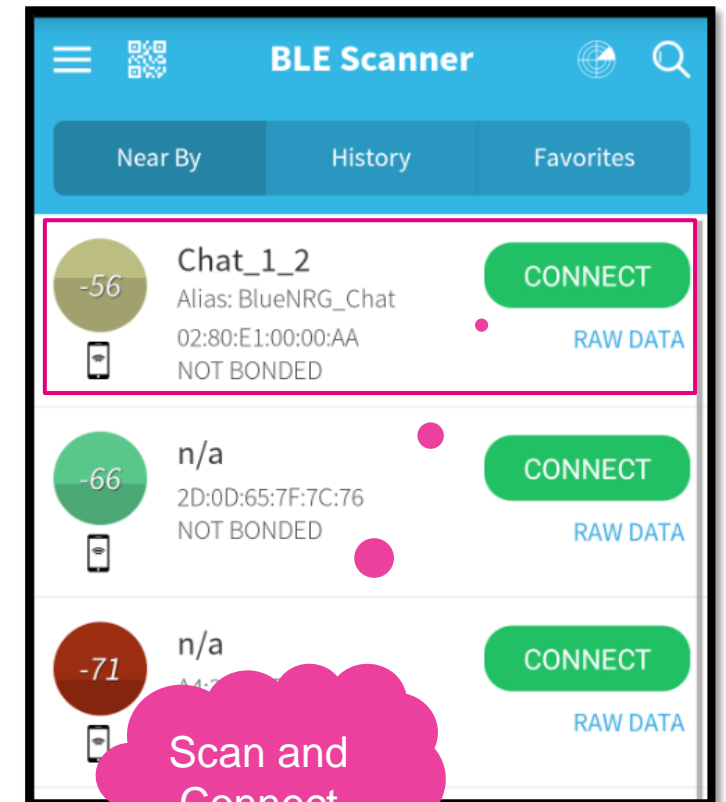 BLE Scanner
Near By History Favorites
-56
Chat_1_2
Alias: BlueNRG_Chat
02:80:E1:00:00:AA
NOT BONDED
CONNECT
RAW DATA
-66
n/a
2D:0D:65:7F:7C:76
NOT BONDED
CONNECT
RAW DATA
-71
n/a
CONNECT
RAW DATA
Scan and
Connect